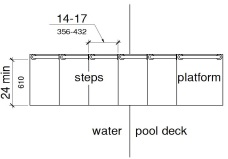 14-17
356-432
24 min
610
steps
platform
water
pool deck